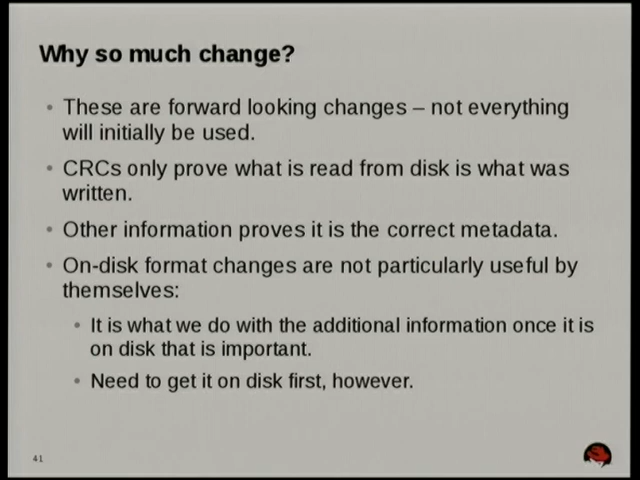 Why so much change?
These are forward looking changes – not everything
will initially be used.
CRCs only prove what is read from disk is what was
written.
Other information proves it is the correct metadata.
On-disk format changes are not particularly useful by
themselves:
It is what we do with the additional information once it is
on disk that is important.
Need to get it on disk first, however.
41